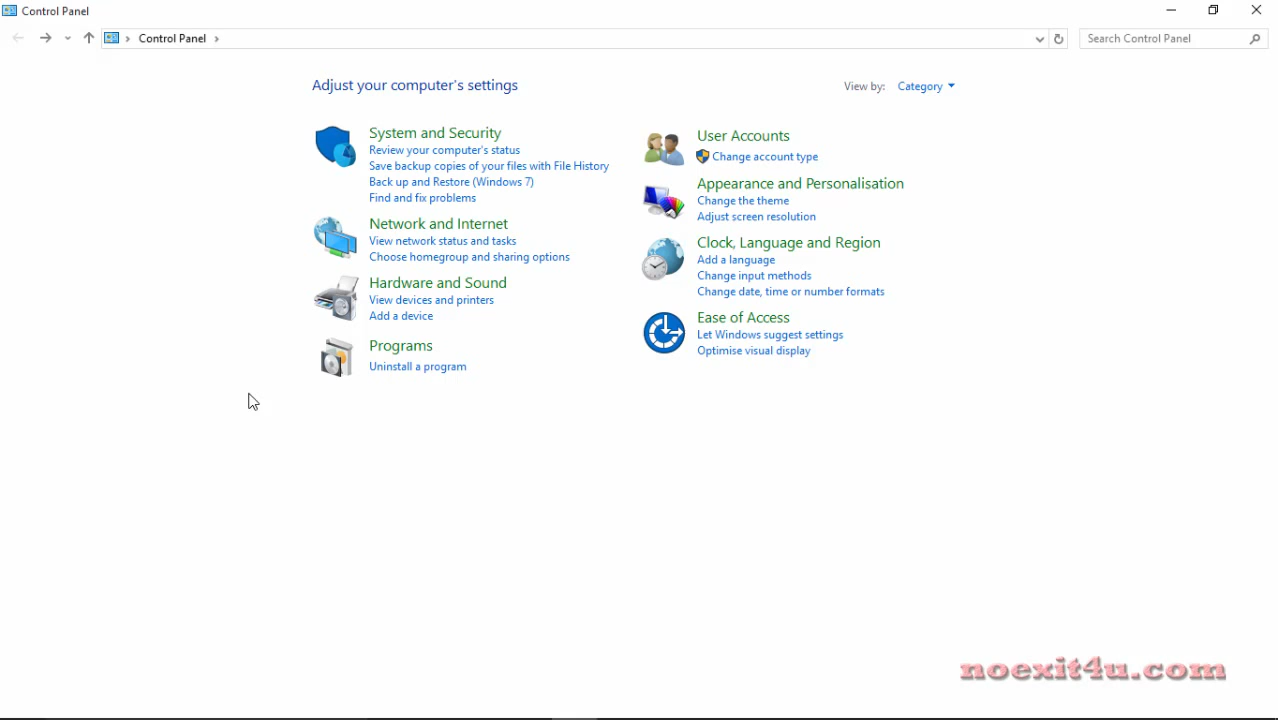 Control Panel
Control Panel
Search Control Panel
Adjust your computer's settings
View by: Category
System and Security
Review your computer's status
Save backup copies of your files with File History
Back up and Restore (Windows 7)
Find and fix problems
Network and Internet
View network status and tasks
Choose homegroup and sharing options
Hardware and Sound
View devices and printers
Add a device
Programs
Uninstall a program
User Accounts
Change account type
Appearance and Personalisation
Change the theme
Adjust screen resolution
Clock, Language and Region
Add a language
Change input methods
Change date, time or number formats
Ease of Access
Let Windows suggest settings
Optimise visual display
noexit4u.com